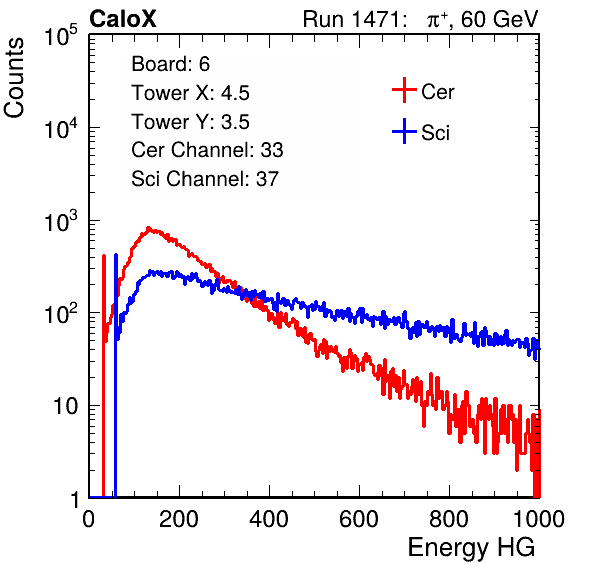 CaloX Run 1471: π⁺, 60 GeV
Counts
10⁵
10⁴
10³
10²
10
1
Board: 6
Tower X: 4.5
Tower Y: 3.5
Cer Channel: 33
Sci Channel: 37
Cer
Sci
0 200 400 600 800 1000
Energy HG